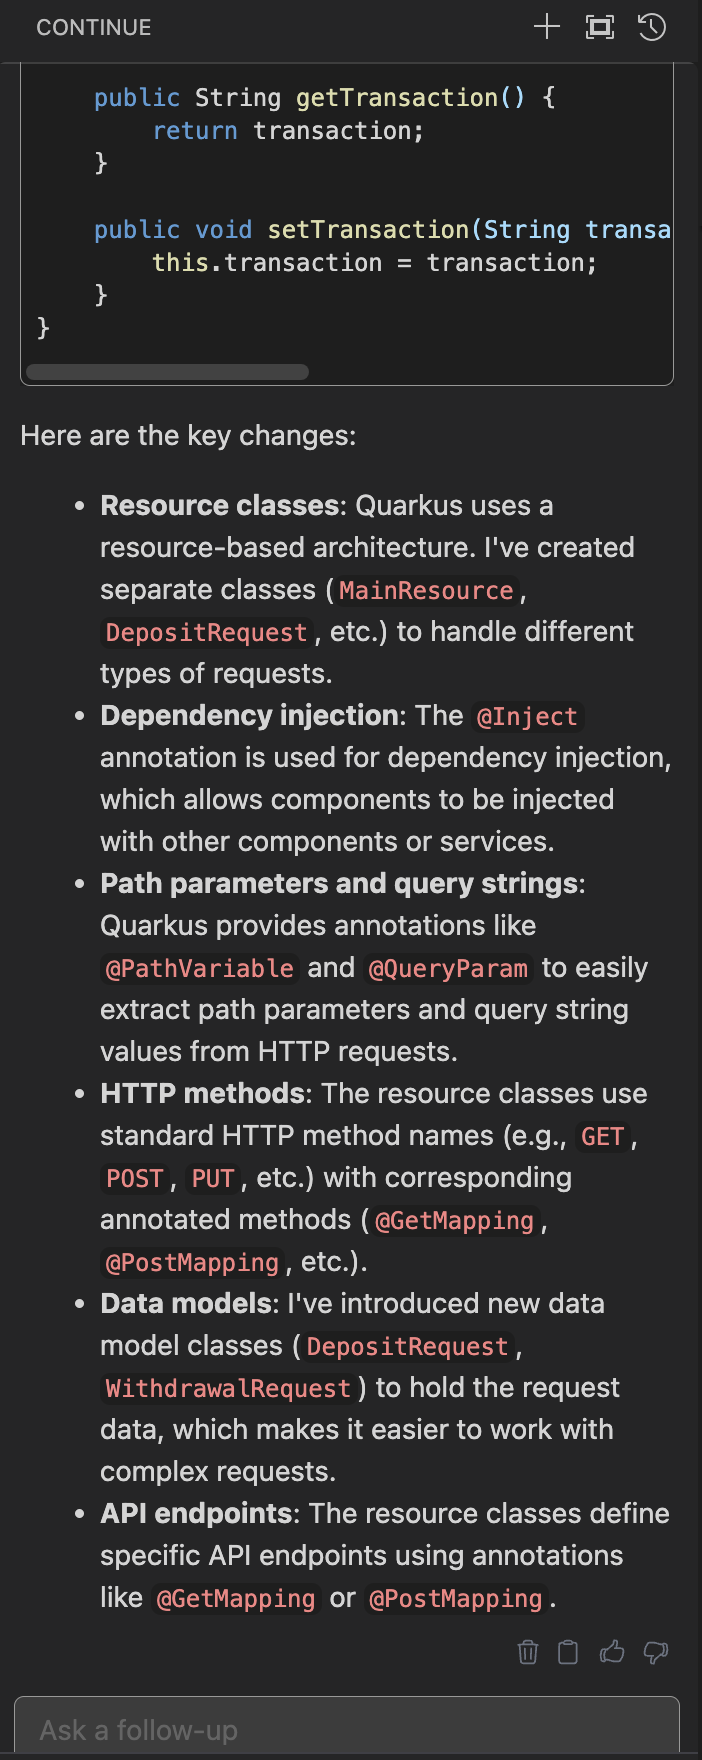 CONTINUE
public String getTransaction() {
return transaction;
}
public void setTransaction(String transa
this.transaction = transaction;
}
}
Here are the key changes:
• Resource classes: Quarkus uses a
resource-based architecture. I've created
separate classes (MainResource,
DepositRequest, etc.) to handle different
types of requests.
• Dependency injection: The @Inject
annotation is used for dependency injection,
which allows components to be injected
with other components or services.
• Path parameters and query strings:
Quarkus provides annotations like
@PathVariable and @QueryParam to easily
extract path parameters and query string
values from HTTP requests.
• HTTP methods: The resource classes use
standard HTTP method names (e.g., GET,
POST, PUT, etc.) with corresponding
annotated methods (@GetMapping,
@PostMapping, etc.).
• Data models: I've introduced new data
model classes (DepositRequest,
WithdrawalRequest) to hold the request
data, which makes it easier to work with
complex requests.
• API endpoints: The resource classes define
specific API endpoints using annotations
like @GetMapping or @PostMapping.
Ask a follow-up